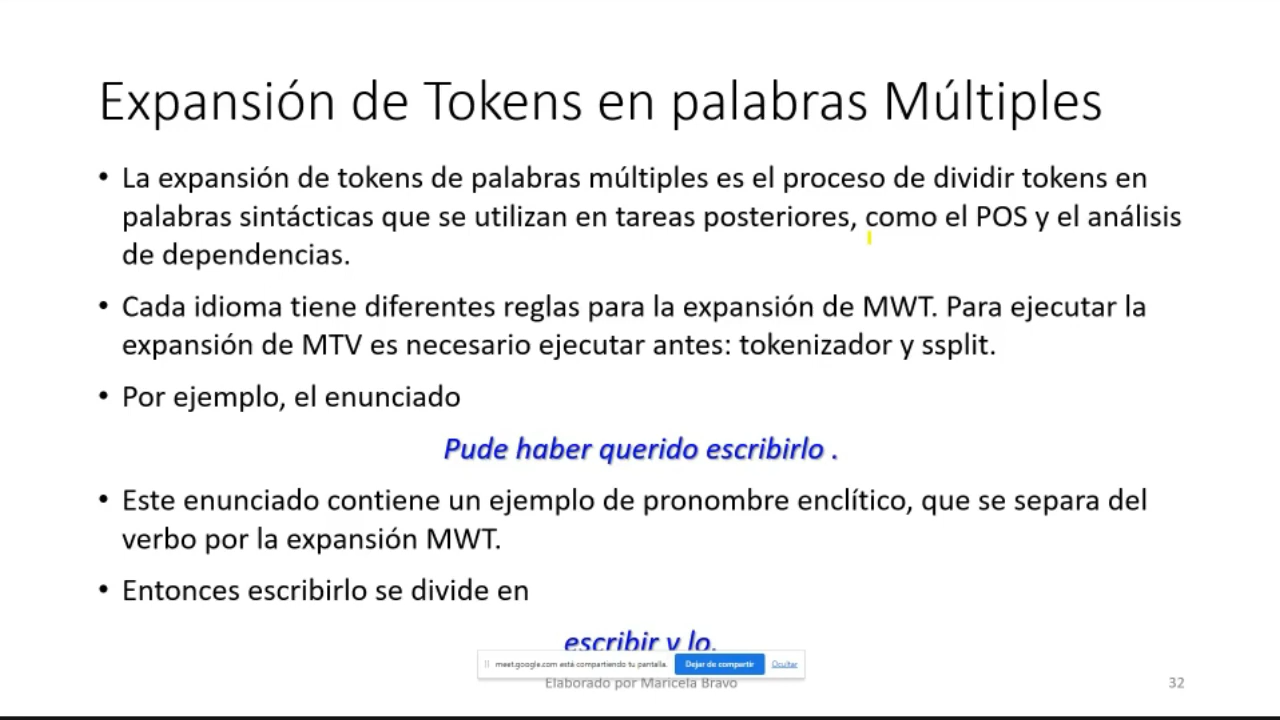 Expansión de Tokens en palabras Múltiples
• La expansión de tokens de palabras múltiples es el proceso de dividir tokens en
palabras sintácticas que se utilizan en tareas posteriores, como el POS y el análisis
de dependencias.
• Cada idioma tiene diferentes reglas para la expansión de MWT. Para ejecutar la
expansión de MTV es necesario ejecutar antes: tokenizador y ssplit.
• Por ejemplo, el enunciado
Pude haber querido escribirlo .
• Este enunciado contiene un ejemplo de pronombre enclítico, que se separa del
verbo por la expansión MWT.
• Entonces escribirlo se divide en
escribir y lo.
meet.google.com está compartiendo tu pantalla. Dejar de compartir Ocultar
Elaborado por Maricela Bravo 32